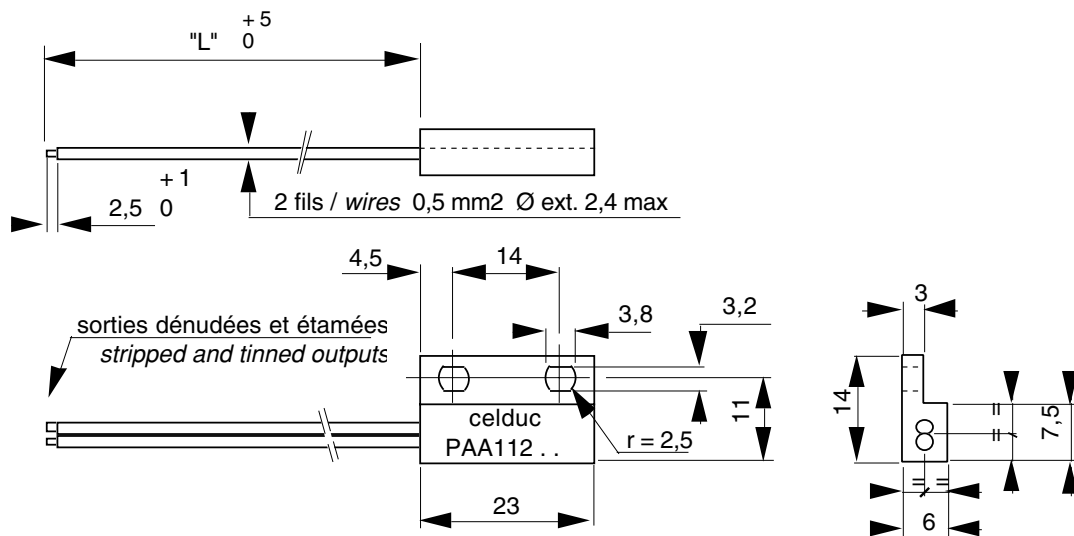 + 5
"L" 0
+ 1
2,5 0
2 fils / wires 0,5 mm2 Ø ext. 2,4 max
4,5
14
3,8
3,2
3
sorties dénudées et étamées
stripped and tinned outputs
celduc
PAA112 . .
r = 2,5
11
14
=
=
7,5
= =
23
6